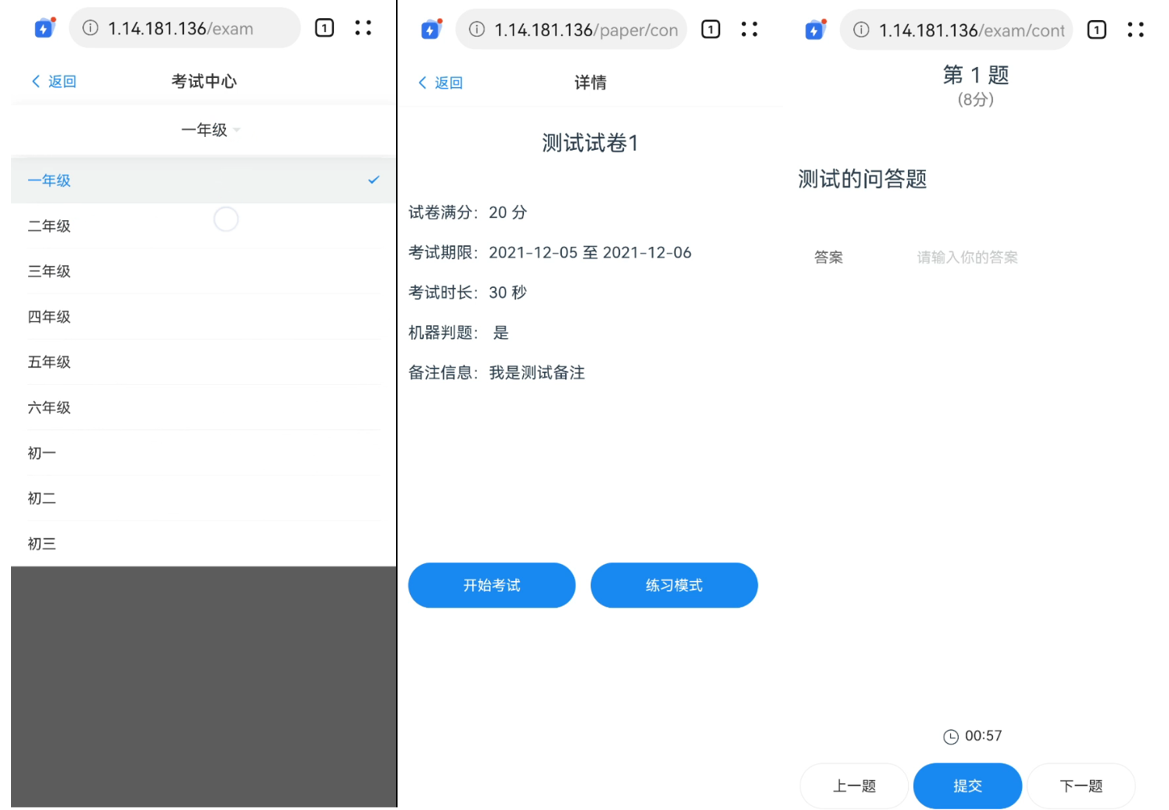 1.14.181.136/exam
1
返回
考试中心
一年级
一年级
二年级
三年级
四年级
五年级
六年级
初一
初二
初三
1.14.181.136/paper/con
1
返回
详情
测试试卷1
试卷满分：20 分
考试期限：2021-12-05 至 2021-12-06
考试时长：30 秒
机器判题： 是
备注信息：我是测试备注
开始考试
练习模式
1.14.181.136/exam/cont
1
第 1 题
(8分)
测试的问答题
答案
请输入你的答案
00:57
上一题
提交
下一题